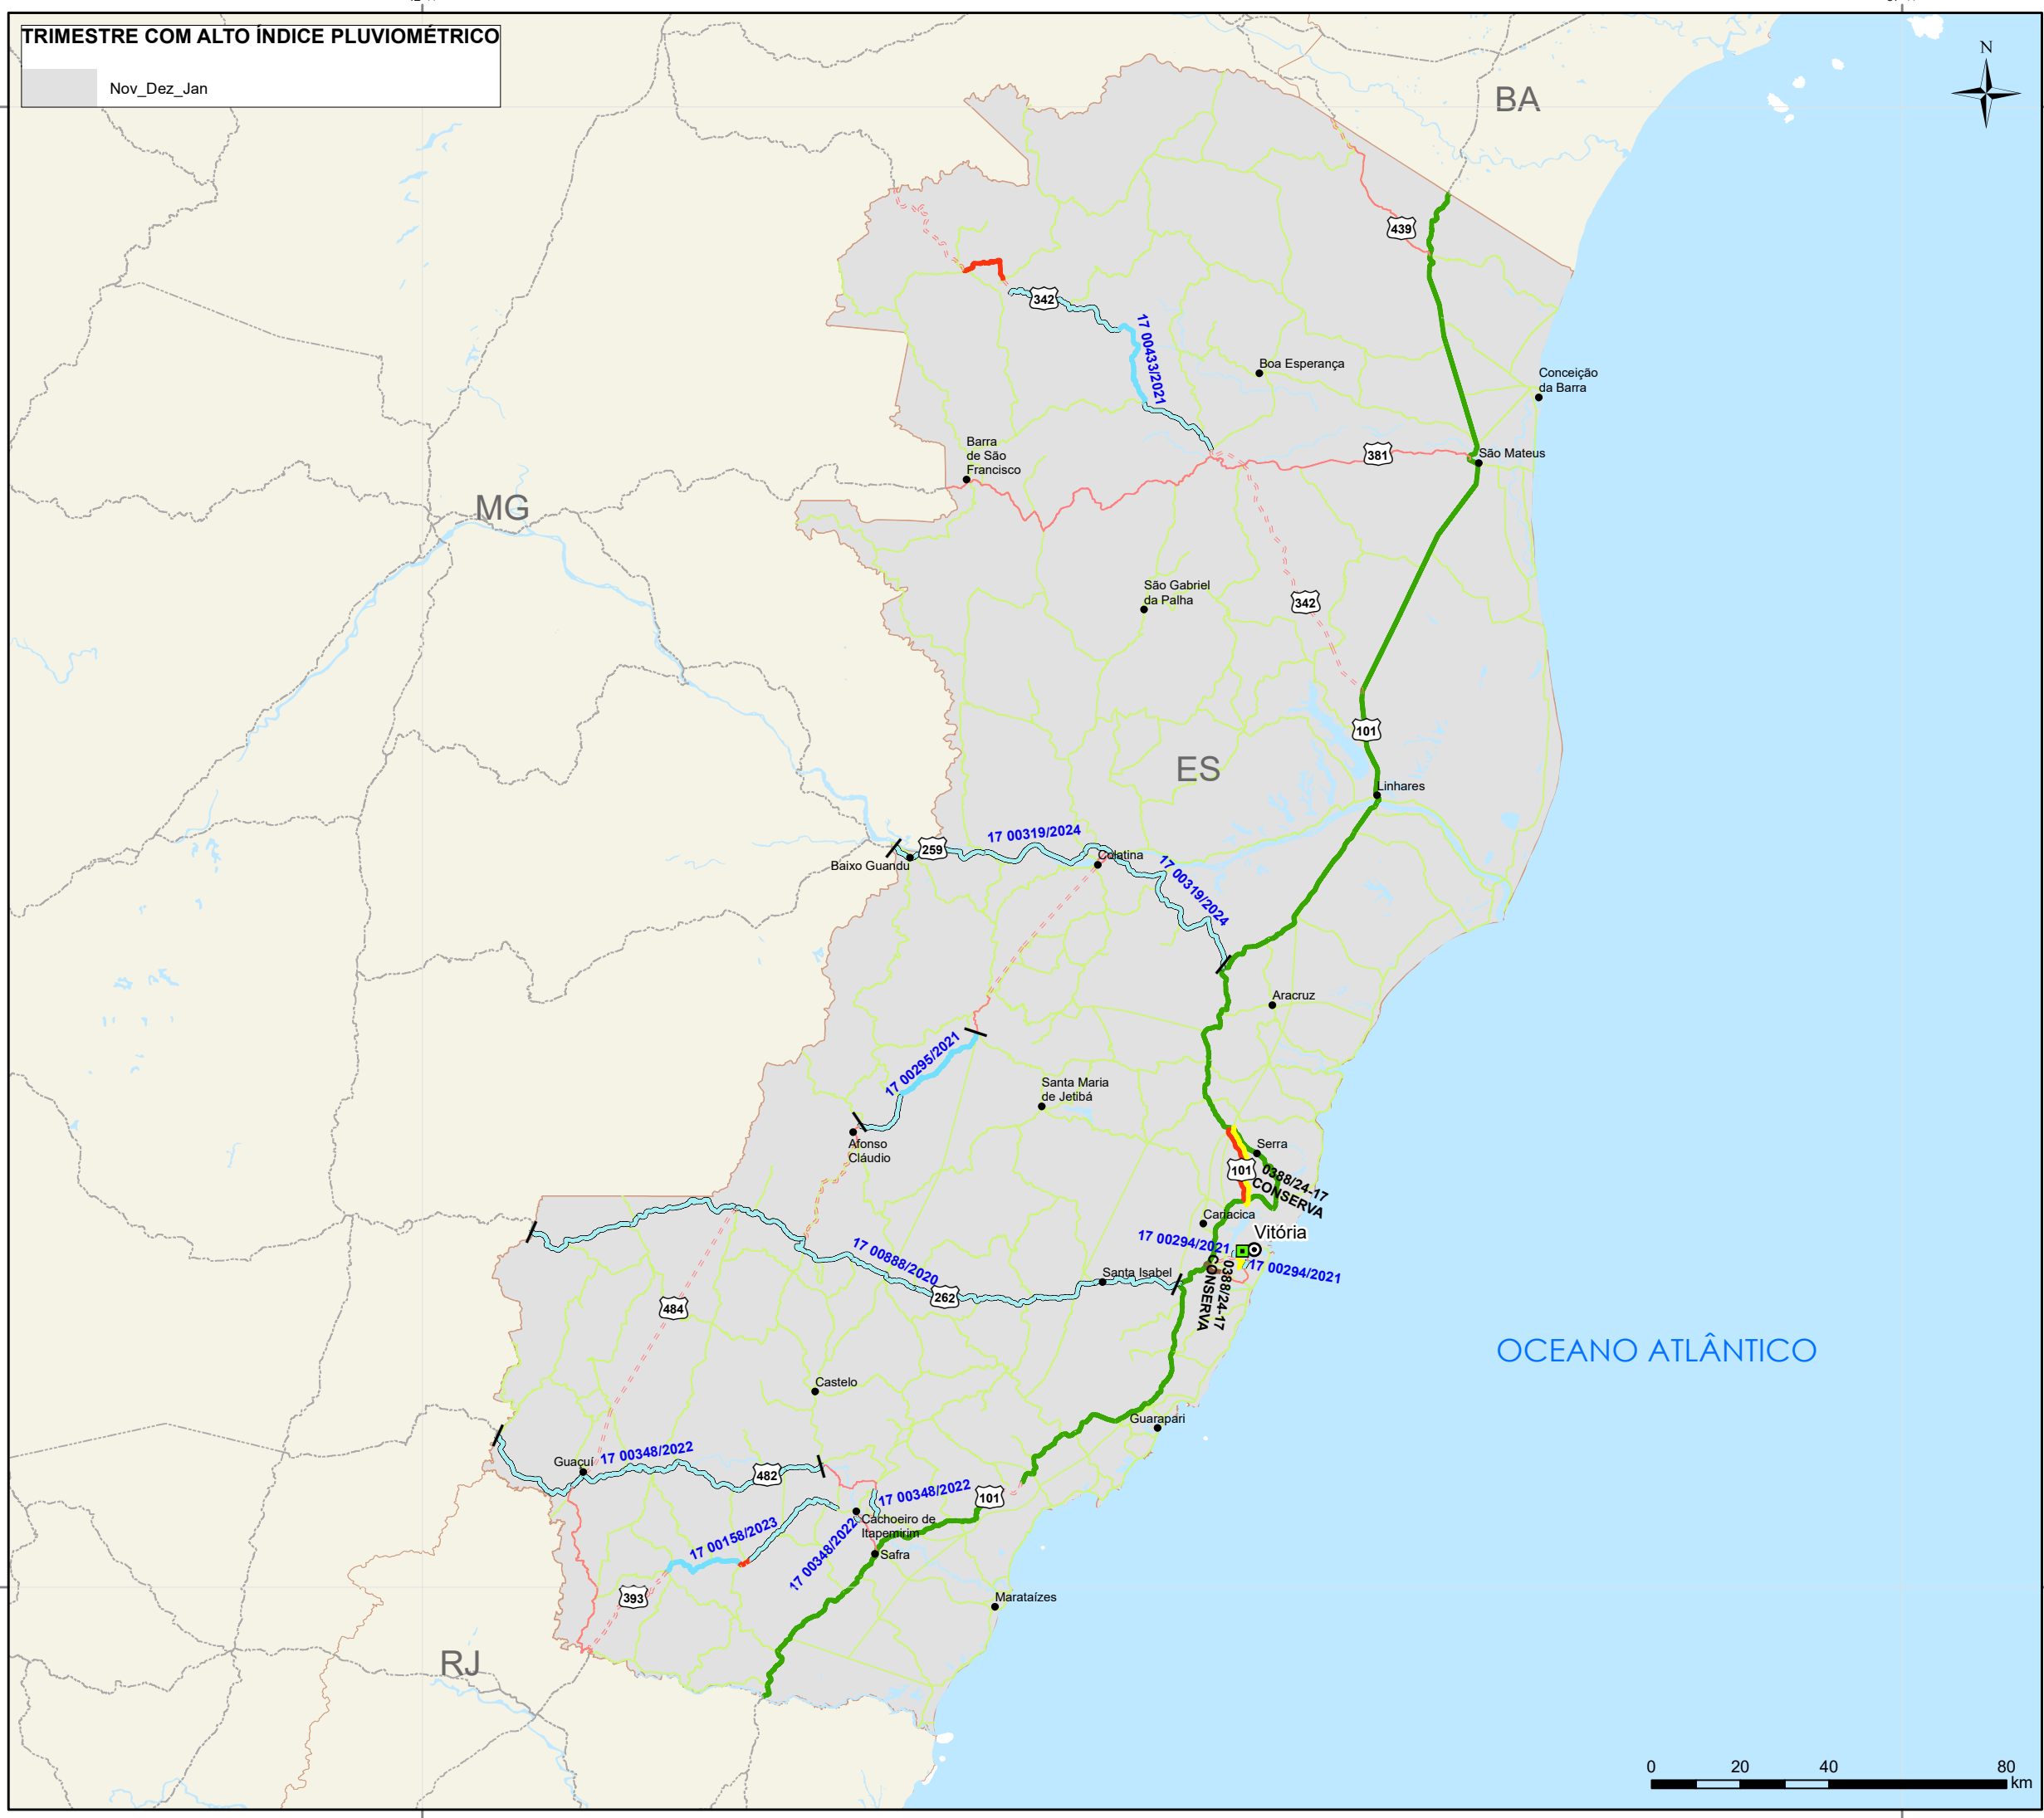 TRIMESTRE COM ALTO ÍNDICE PLUVIOMÉTRICO
Nov_Dez_Jan
N
BA
439
342
17 00433/2021
Boa Esperança
Conceição
da Barra
Barra
de São
Francisco
381
São Mateus
MG
São Gabriel
da Palha
342
101
ES
Linhares
17 00319/2024
259
Baixo Guandu
Colatina
17 00319/2024
Aracruz
17 00295/2021
Santa Maria
de Jetibá
Afonso
Cláudio
Serra
101
0388/24-17
CONSERVA
Cariacica
Vitória
17 00294/2021
17 00294/2021
0388/24-17
CONSERVA
17 00888/2020
Santa Isabel
262
484
OCEANO ATLÂNTICO
Castelo
Guarapari
17 00348/2022
Guaçuí
482
17 00348/2022
101
Cachoeiro de
Itapemirim
17 00158/2023
17 00348/2022
Safra
393
Marataízes
RJ
0 20 40 80
km